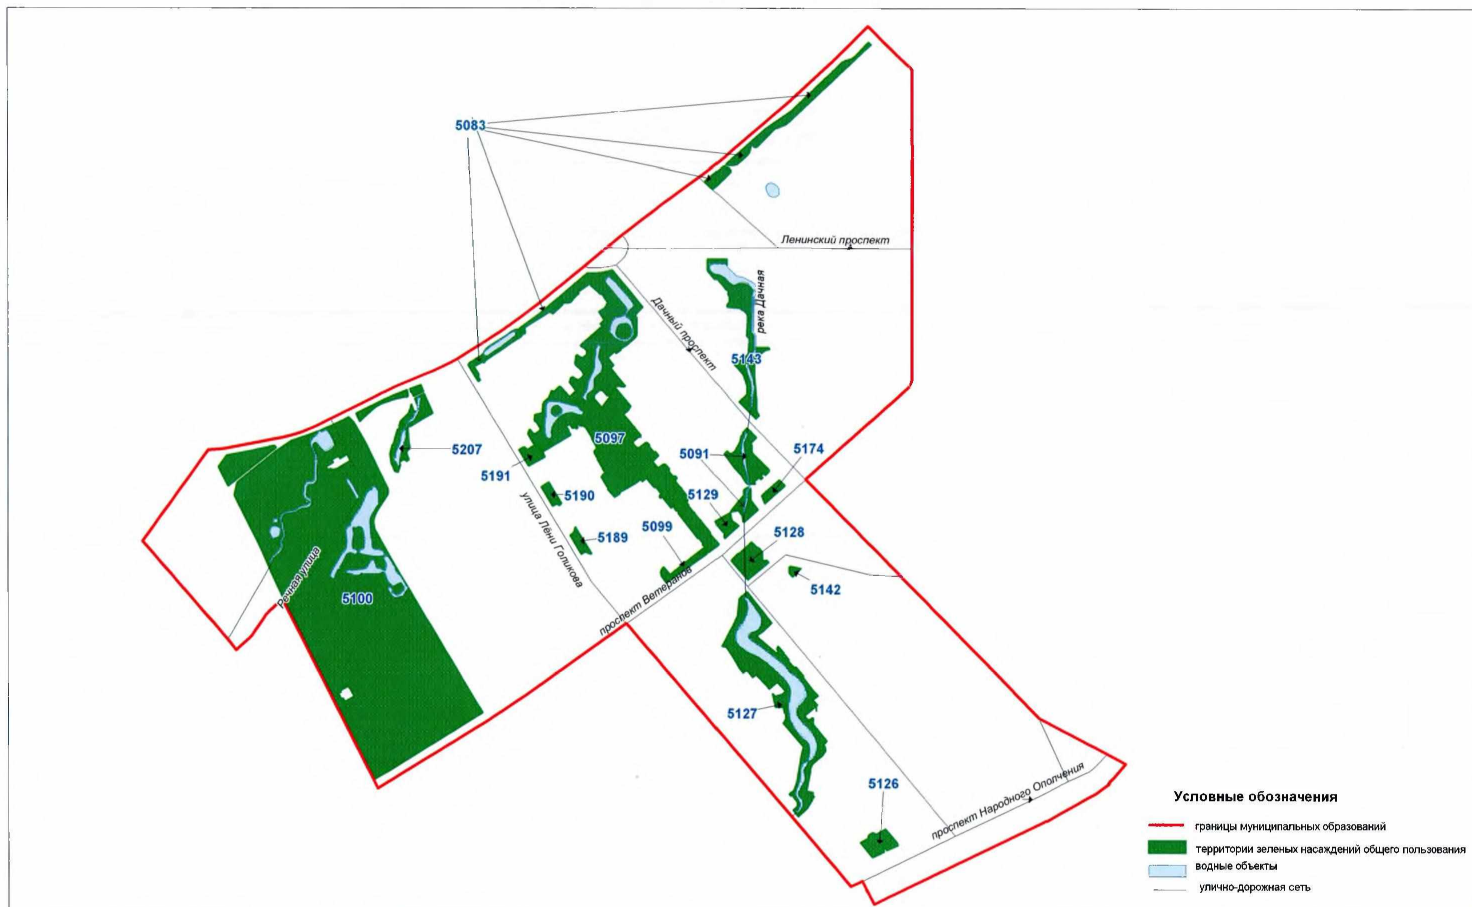 5083
Ленинский проспект
река Дачная
Дачный проспект
5143
5207
5097
5191
5091
5174
5190
5129
5189
5099
5128
улица Лёни Голикова
5142
Речная улица
5100
проспект Ветеранов
5127
5126
проспект Народного Ополчения
Условные обозначения
границы муниципальных образований
территории зеленых насаждений общего пользования
водные объекты
улично-дорожная сеть